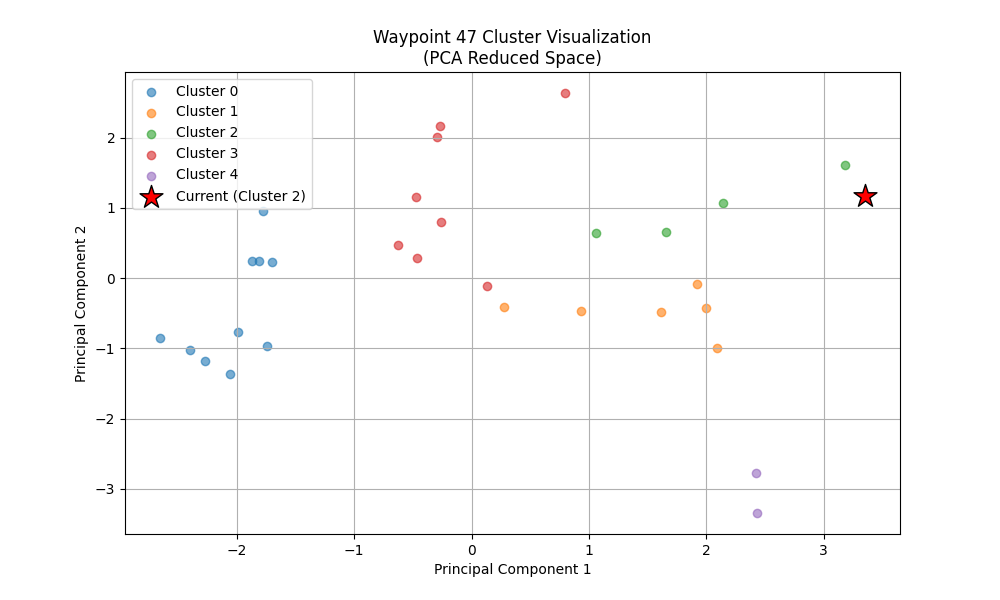 Waypoint 47 Cluster Visualization
(PCA Reduced Space)
Cluster 0
Cluster 1
Cluster 2
Cluster 3
Cluster 4
Current (Cluster 2)
Principal Component 2
2
1
0
−1
−2
−3
−2
−1
0
1
2
3
Principal Component 1